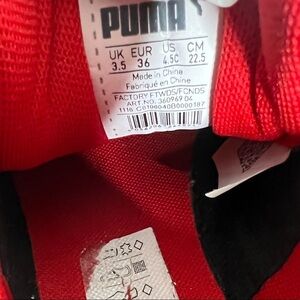 PUMA
UK EUR US CM
3.5 36 4.5C 22.5
Made in China
Fabriqué en China
FACTORY-FTWDS/FCNDS
ART.NO. 360969 04